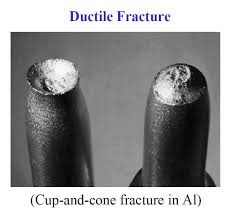 Ductile Fracture
(Cup-and-cone fracture in Al)